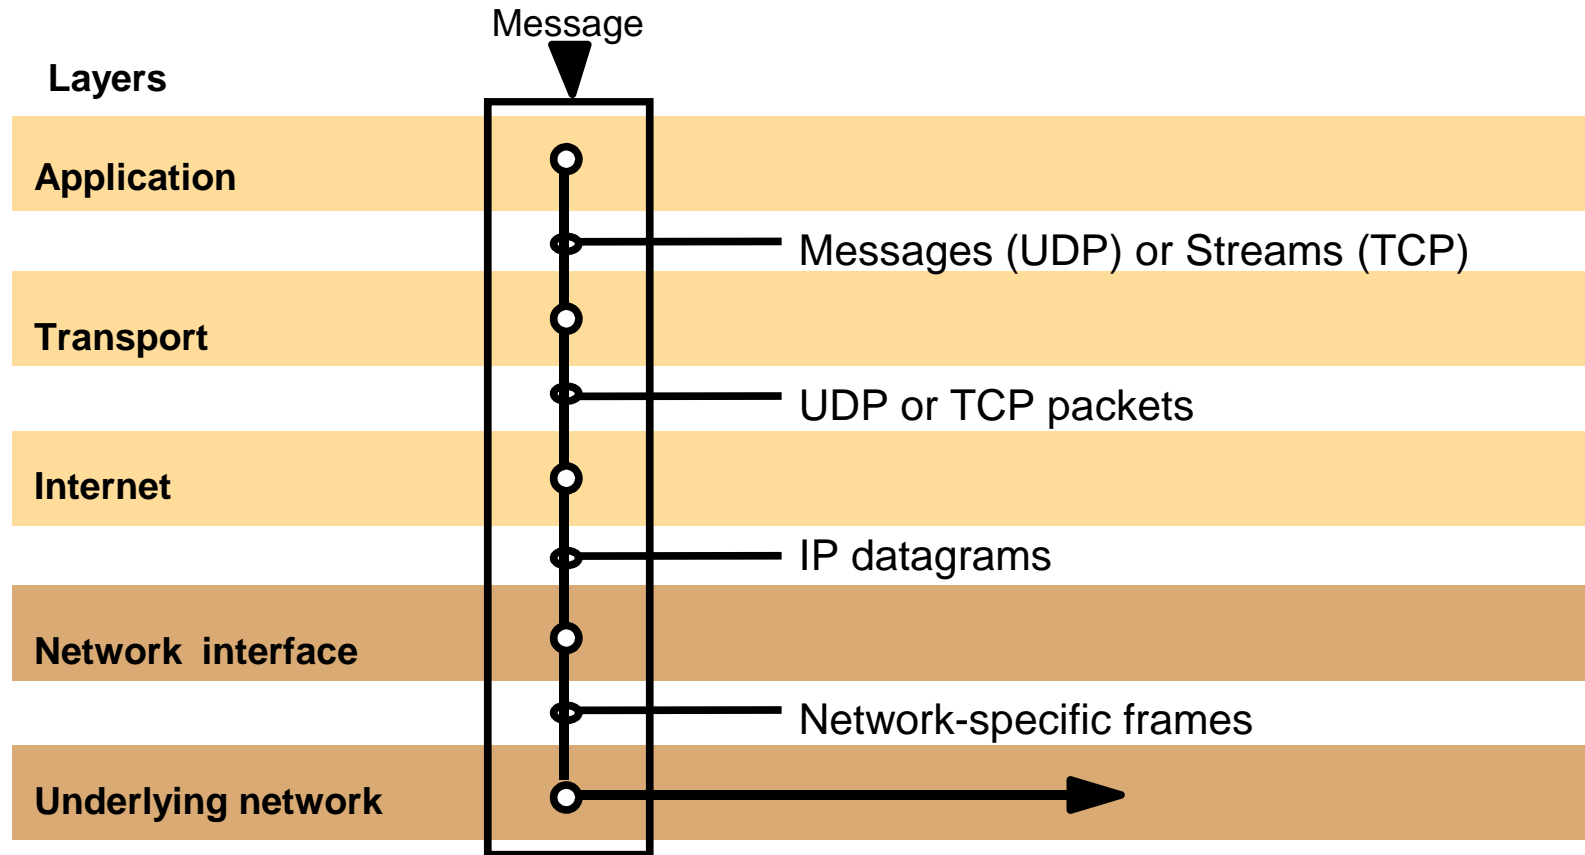 Message
Layers
Application
Messages (UDP) or Streams (TCP)
Transport
UDP or TCP packets
Internet
IP datagrams
Network interface
Network-specific frames
Underlying network